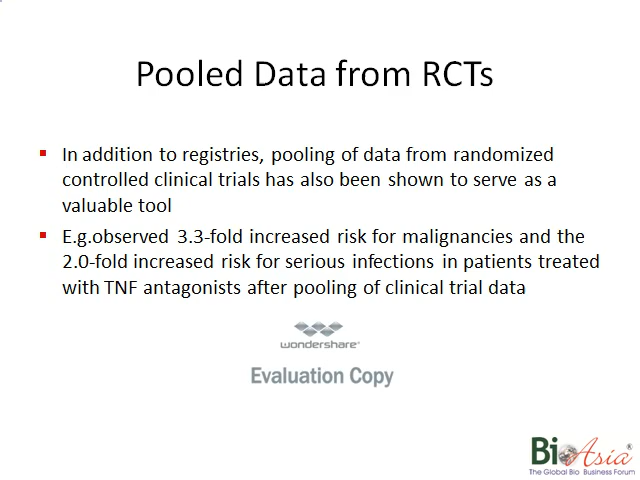 Pooled Data from RCTs
In addition to registries, pooling of data from randomized
controlled clinical trials has also been shown to serve as a
valuable tool
E.g.observed 3.3-fold increased risk for malignancies and the
2.0-fold increased risk for serious infections in patients treated
with TNF antagonists after pooling of clinical trial data
wondershare
Evaluation Copy
BioAsia®
The Global Bio Business Forum